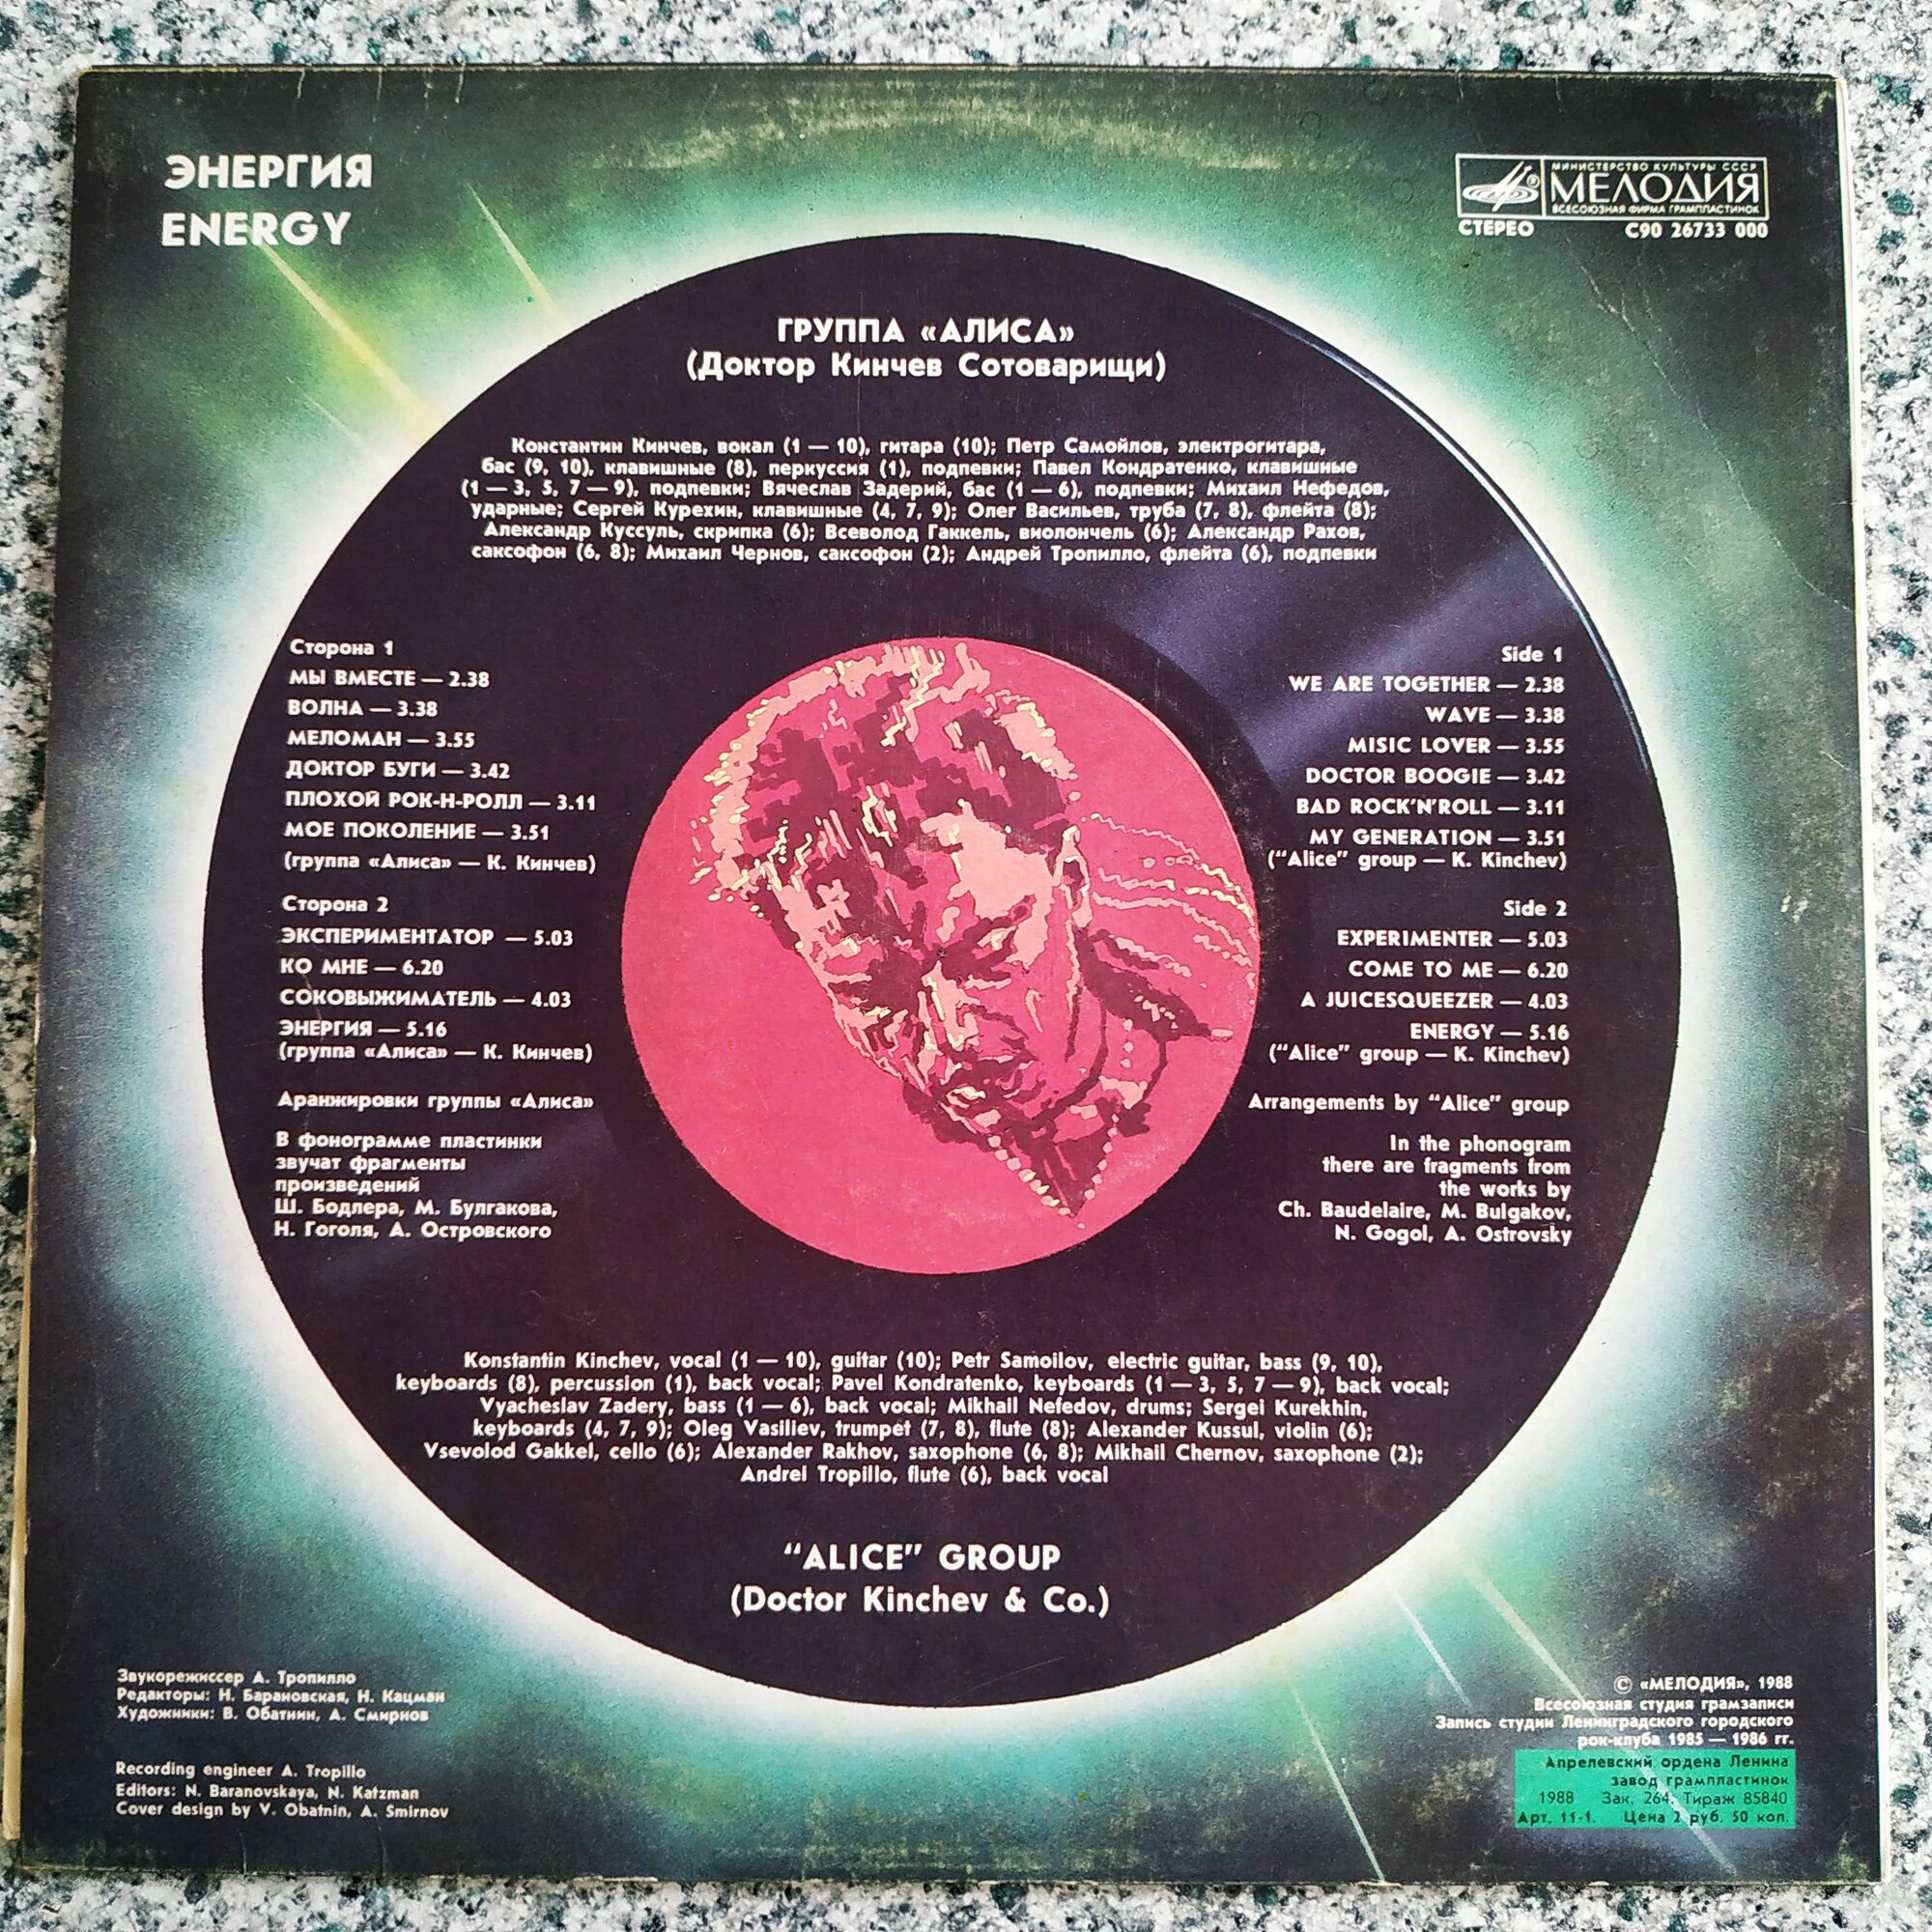 ЭНЕРГИЯ
ENERGY
МИНИСТЕРСТВО КУЛЬТУРЫ СССР
МЕЛОДИЯ
ВСЕСОЮЗНАЯ ФИРМА ГРАМПЛАСТИНОК
СТЕРЕО С90 26733 000
ГРУППА «АЛИСА»
(Доктор Кинчев Сотоварищи)
Константин Кинчев, вокал (1 — 10), гитара (10); Петр Самойлов, электрогитара,
бас (9, 10), клавишные (8), перкуссия (1), подпевки; Павел Кондратенко, клавишные
(1 — 3, 5, 7 — 9), подпевки; Вячеслав Задерий, бас (1 — 6), подпевки; Михаил Нефедов,
ударные; Сергей Курехин, клавишные (4, 7, 9); Олег Васильев, труба (7, 8), флейта (8);
Александр Куссуль, скрипка (6); Всеволод Гаккель, виолончель (6); Александр Рахов,
саксофон (6, 8); Михаил Чернов, саксофон (2); Андрей Тропилло, флейта (6), подпевки
Сторона 1
МЫ ВМЕСТЕ — 2.38
ВОЛНА — 3.38
МЕЛОМАН — 3.55
ДОКТОР БУГИ — 3.42
ПЛОХОЙ РОК-Н-РОЛЛ — 3.11
МОЕ ПОКОЛЕНИЕ — 3.51
(группа «Алиса» — К. Кинчев)
Сторона 2
ЭКСПЕРИМЕНТАТОР — 5.03
КО МНЕ — 6.20
СОКОВЫЖИМАТЕЛЬ — 4.03
ЭНЕРГИЯ — 5.16
(группа «Алиса» — К. Кинчев)
Аранжировки группы «Алиса»
В фонограмме пластинки
звучат фрагменты
произведений
Ш. Бодлера, М. Булгакова,
Н. Гоголя, А. Островского
Side 1
WE ARE TOGETHER — 2.38
WAVE — 3.38
MISIC LOVER — 3.55
DOCTOR BOOGIE — 3.42
BAD ROCK'N'ROLL — 3.11
MY GENERATION — 3.51
("Alice" group — K. Kinchev)
Side 2
EXPERIMENTER — 5.03
COME TO ME — 6.20
A JUICESQUEEZER — 4.03
ENERGY — 5.16
("Alice" group — K. Kinchev)
Arrangements by "Alice" group
In the phonogram
there are fragments from
the works by
Ch. Baudelaire, M. Bulgakov,
N. Gogol, A. Ostrovsky
Konstantin Kinchev, vocal (1 — 10), guitar (10); Petr Samoilov, electric guitar, bass (9, 10),
keyboards (8), percussion (1), back vocal; Pavel Kondratenko, keyboards (1 — 3, 5, 7 — 9), back vocal;
Vyacheslav Zadery, bass (1 — 6), back vocal; Mikhail Nefedov, drums; Sergei Kurekhin,
keyboards (4, 7, 9); Oleg Vasiliev, trumpet (7, 8), flute (8); Alexander Kussul, violin (6);
Vsevolod Gakkel, cello (6); Alexander Rakhov, saxophone (6, 8); Mikhail Chernov, saxophone (2);
Andrei Tropillo, flute (6), back vocal
"ALICE" GROUP
(Doctor Kinchev & Co.)
Звукорежиссер А. Тропилло
Редакторы: Н. Барановская, Н. Кацман
Художники: В. Обатнин, А. Смирнов
Recording engineer A. Tropillo
Editors: N. Baranovskaya, N. Katzman
Cover design by V. Obatnin, A. Smirnov
© «МЕЛОДИЯ», 1988
Всесоюзная студия грамзаписи
Запись студии Ленинградского городского
рок-клуба 1985 — 1986 гг.
Апрелевский ордена Ленина
завод грампластинок
1988 Зак. 264. Тираж 85840
Арт. 11-1. Цена 2 руб. 50 коп.